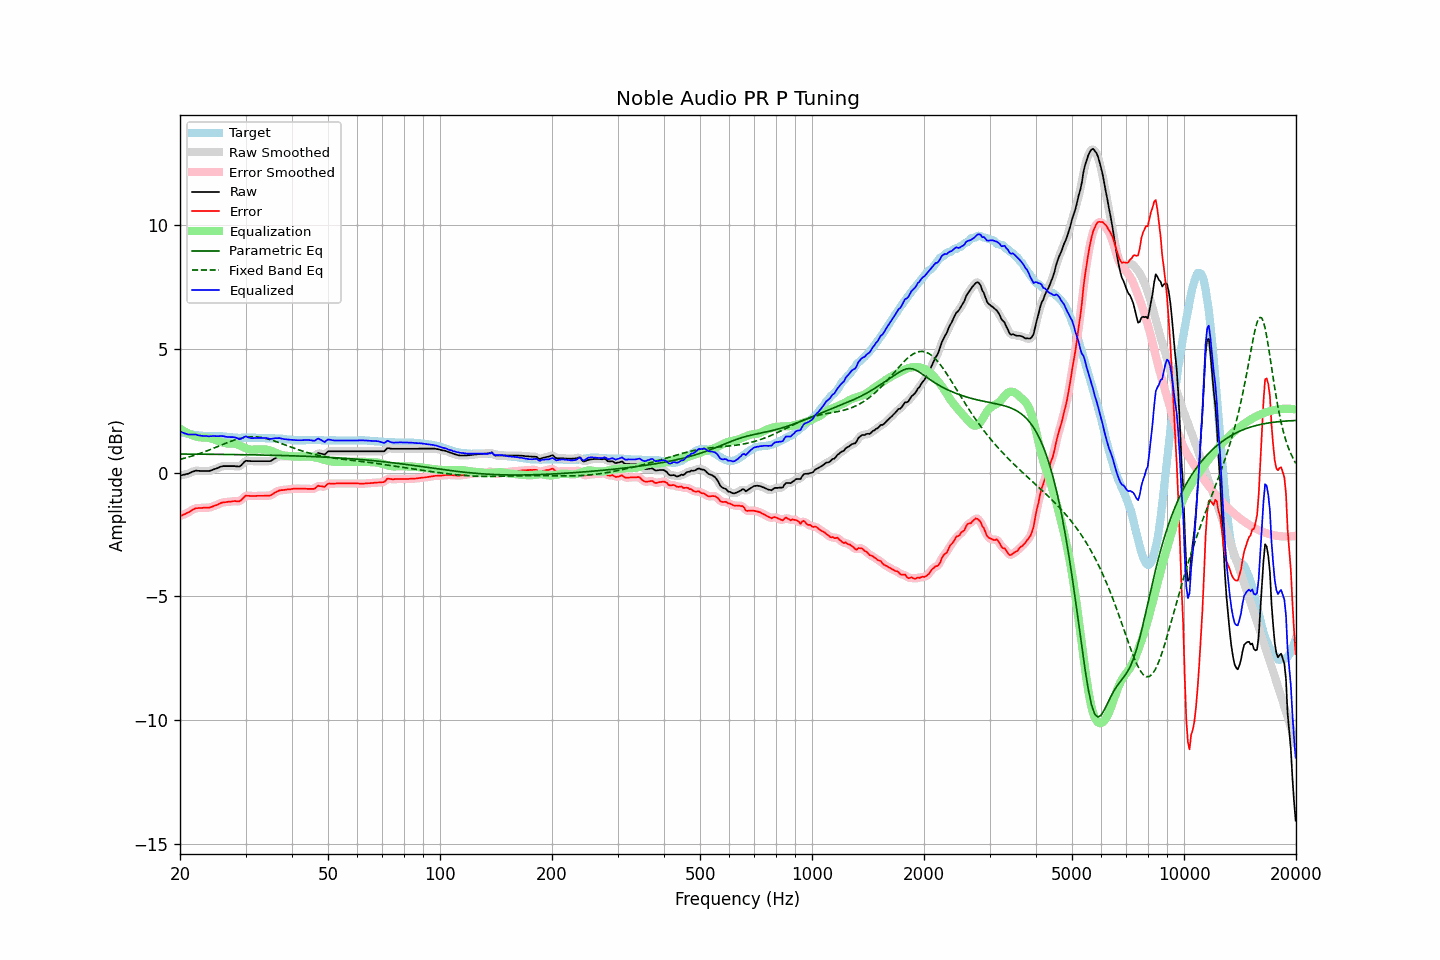 Noble Audio PR P Tuning
Target
Raw Smoothed
Error Smoothed
Raw
Error
Equalization
Parametric Eq
Fixed Band Eq
Equalized
Amplitude (dBr)
10
5
0
−5
−10
−15
20 50 100 200 500 1000 2000 5000 10000 20000
Frequency (Hz)